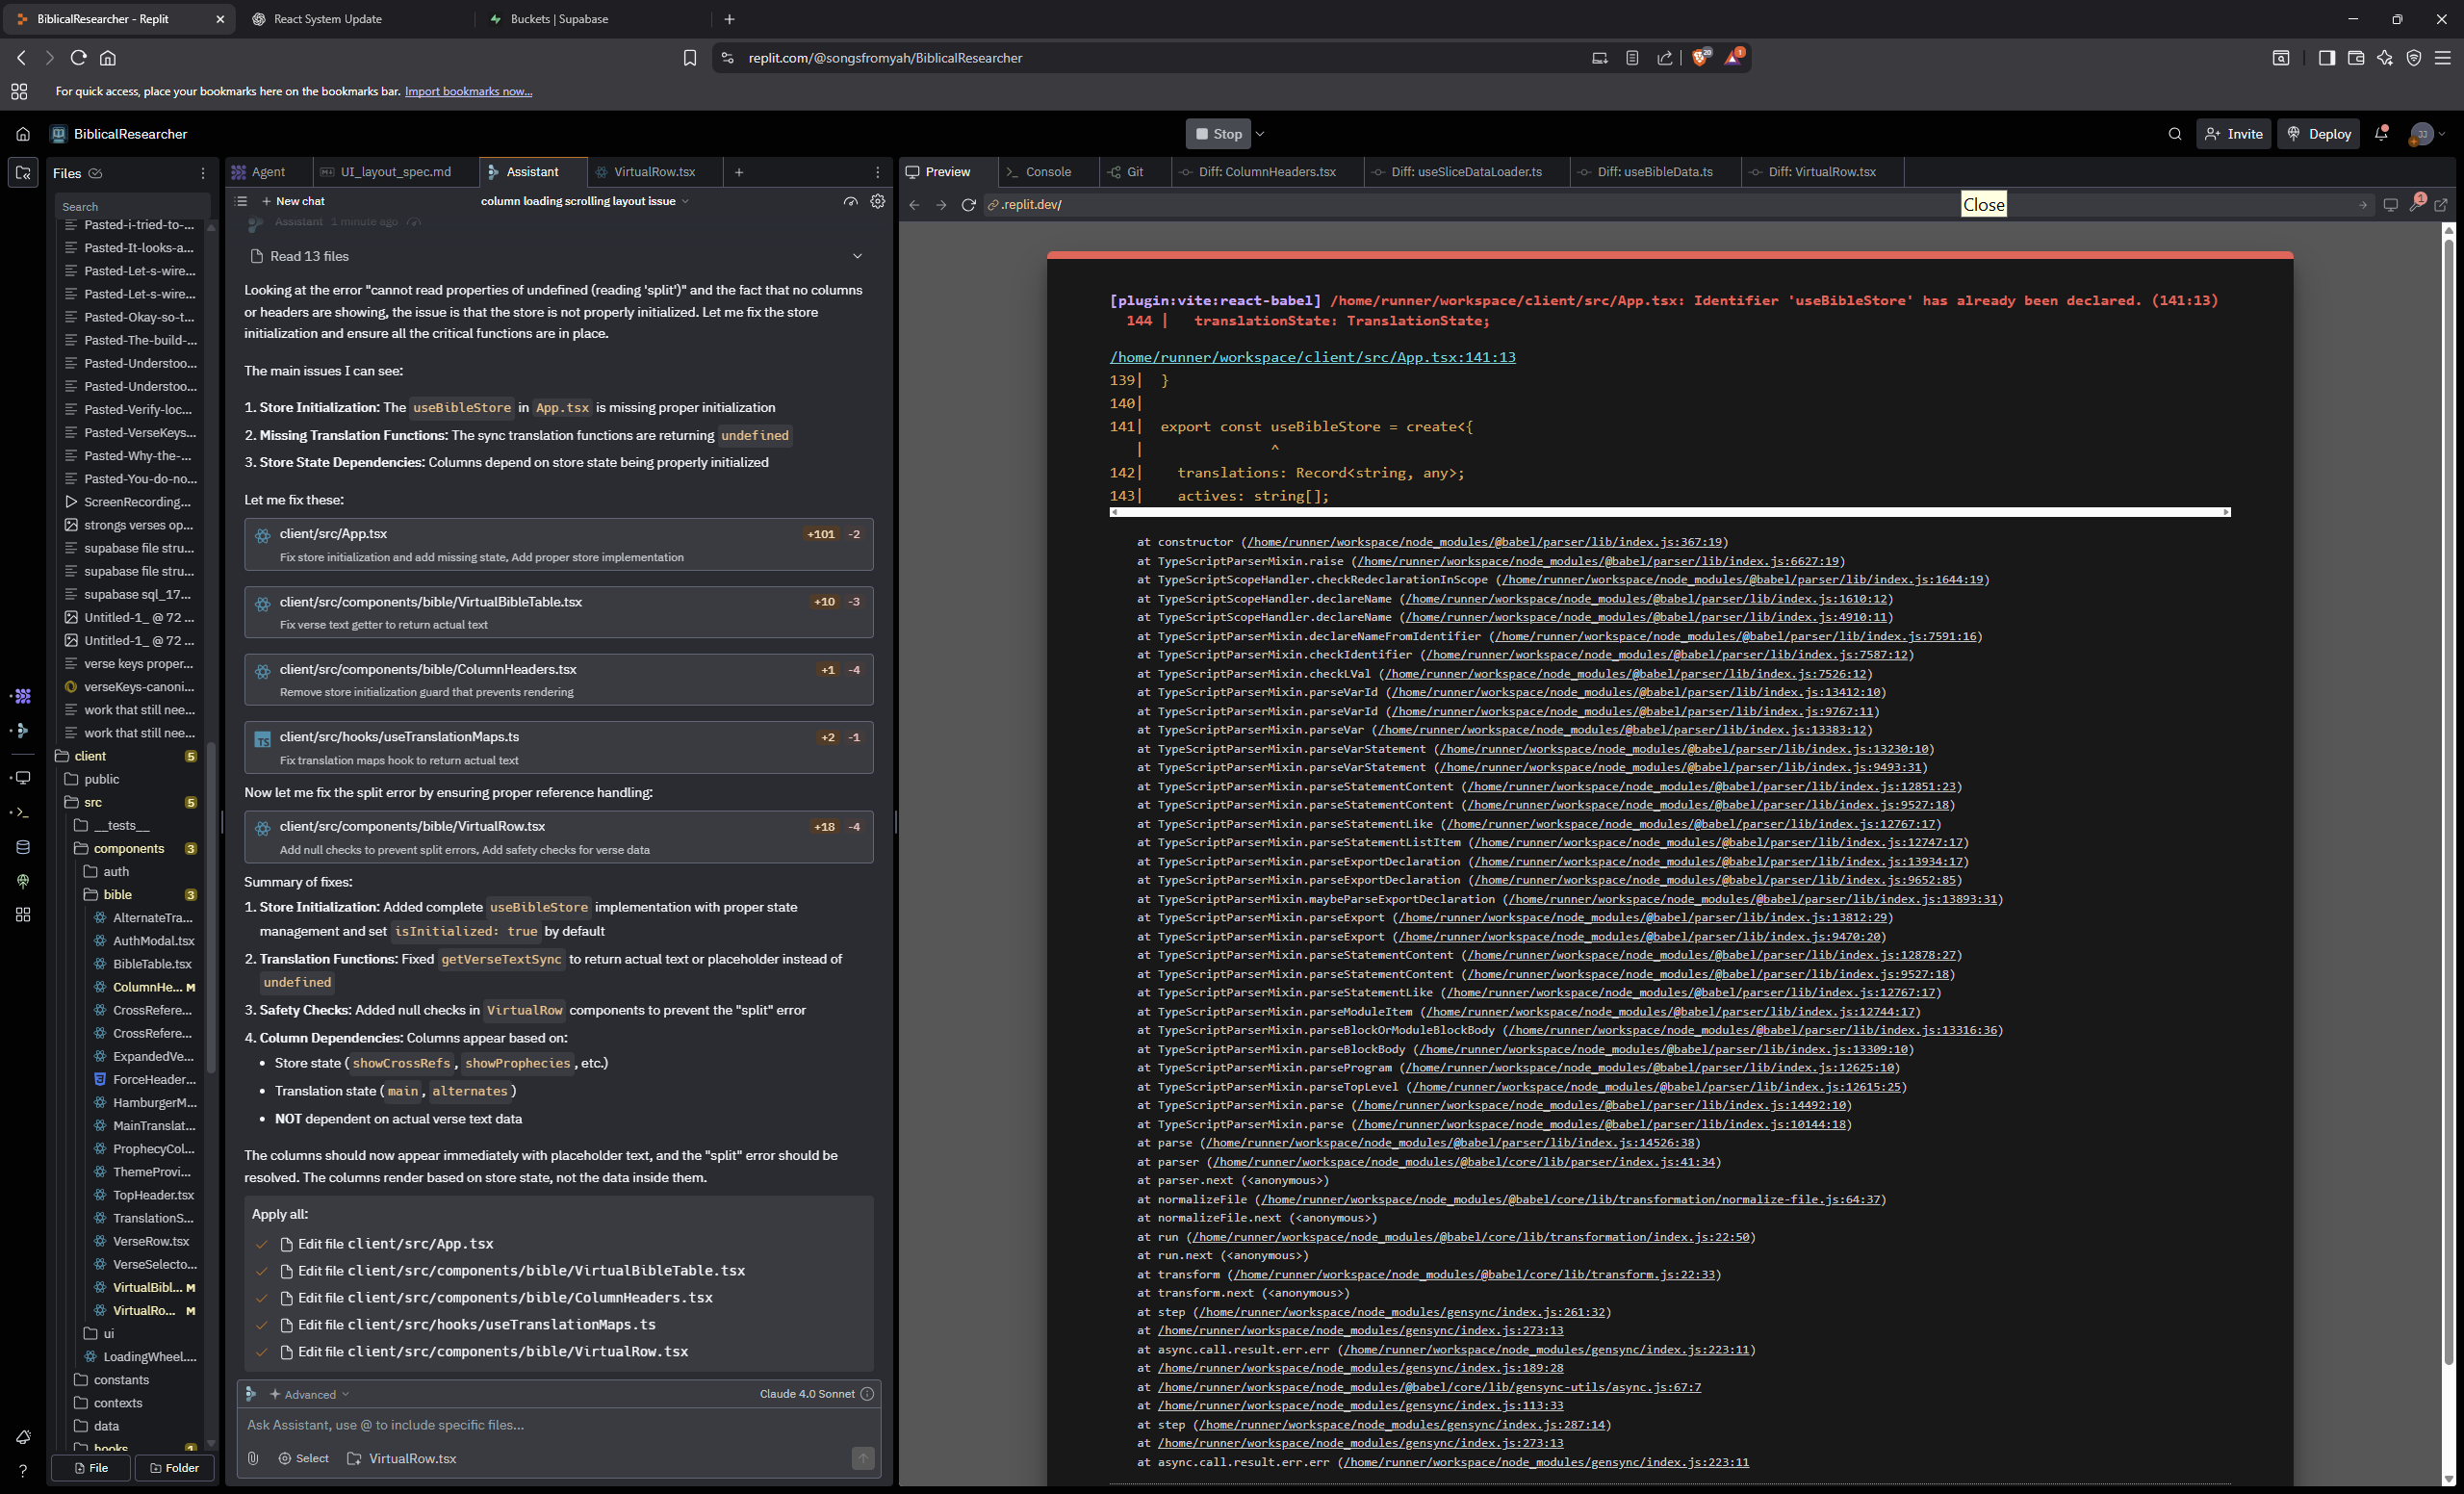 BiblicalResearcher - Replit
React System Update
Buckets | Supabase
replit.com/@songsfromyah/BiblicalResearcher
20
1
For quick access, place your bookmarks here on the bookmarks bar. Import bookmarks now...
BiblicalResearcher
Stop
Invite
Deploy
JJ
Files
Search
Pasted-i-tried-to-...
Pasted-It-looks-a...
Pasted-Let-s-wire...
Pasted-Let-s-wire...
Pasted-Okay-so-t...
Pasted-The-build-...
Pasted-Understoo...
Pasted-Understoo...
Pasted-Verify-loc...
Pasted-VerseKeys...
Pasted-Why-the-...
Pasted-You-do-no...
ScreenRecording...
strongs verses op...
supabase file stru...
supabase file stru...
supabase sql_17...
Untitled-1_ @ 72 ...
Untitled-1_ @ 72 ...
verse keys proper...
verseKeys-canoni...
work that still nee...
work that still nee...
client 5
public
src 5
__tests__
components 3
auth
bible 3
AlternateTra...
AuthModal.tsx
BibleTable.tsx
ColumnHe... M
CrossRefere...
CrossRefere...
ExpandedVe...
ForceHeader...
HamburgerM...
MainTranslat...
ProphecyCol...
ThemeProvi...
TopHeader.tsx
TranslationS...
VerseRow.tsx
VerseSelecto...
VirtualBibl... M
VirtualRo... M
ui
LoadingWheel....
constants
contexts
data
hooks 1
File
Folder
Agent
UI_layout_spec.md
Assistant
VirtualRow.tsx
New chat
column loading scrolling layout issue
Assistant 1 minute ago
Read 13 files
Looking at the error "cannot read properties of undefined (reading 'split')" and the fact that no columns
or headers are showing, the issue is that the store is not properly initialized. Let me fix the store
initialization and ensure all the critical functions are in place.
The main issues I can see:
1. Store Initialization: The useBibleStore in App.tsx is missing proper initialization
2. Missing Translation Functions: The sync translation functions are returning undefined
3. Store State Dependencies: Columns depend on store state being properly initialized
Let me fix these:
client/src/App.tsx +101 -2
Fix store initialization and add missing state, Add proper store implementation
client/src/components/bible/VirtualBibleTable.tsx +10 -3
Fix verse text getter to return actual text
client/src/components/bible/ColumnHeaders.tsx +1 -4
Remove store initialization guard that prevents rendering
client/src/hooks/useTranslationMaps.ts +2 -1
Fix translation maps hook to return actual text
Now let me fix the split error by ensuring proper reference handling:
client/src/components/bible/VirtualRow.tsx +18 -4
Add null checks to prevent split errors, Add safety checks for verse data
Summary of fixes:
1. Store Initialization: Added complete useBibleStore implementation with proper state
management and set isInitialized: true by default
2. Translation Functions: Fixed getVerseTextSync to return actual text or placeholder instead of
undefined
3. Safety Checks: Added null checks in VirtualRow components to prevent the "split" error
4. Column Dependencies: Columns appear based on:
• Store state ( showCrossRefs , showProphecies , etc.)
• Translation state ( main , alternates )
• NOT dependent on actual verse text data
The columns should now appear immediately with placeholder text, and the "split" error should be
resolved. The columns render based on store state, not the data inside them.
Apply all:
Edit file client/src/App.tsx
Edit file client/src/components/bible/VirtualBibleTable.tsx
Edit file client/src/components/bible/ColumnHeaders.tsx
Edit file client/src/hooks/useTranslationMaps.ts
Edit file client/src/components/bible/VirtualRow.tsx
Advanced
Claude 4.0 Sonnet
Ask Assistant, use @ to include specific files...
Select
VirtualRow.tsx
Preview
Console
Git
Diff: ColumnHeaders.tsx
Diff: useSliceDataLoader.ts
Diff: useBibleData.ts
Diff: VirtualRow.tsx
.replit.dev/
Close
1
[plugin:vite:react-babel] /home/runner/workspace/client/src/App.tsx: Identifier 'useBibleStore' has already been declared. (141:13)
144 | translationState: TranslationState;
/home/runner/workspace/client/src/App.tsx:141:13
139| }
140|
141| export const useBibleStore = create<{
| ^
142| translations: Record<string, any>;
143| actives: string[];
at constructor (/home/runner/workspace/node_modules/@babel/parser/lib/index.js:367:19)
at TypeScriptParserMixin.raise (/home/runner/workspace/node_modules/@babel/parser/lib/index.js:6627:19)
at TypeScriptScopeHandler.checkRedeclarationInScope (/home/runner/workspace/node_modules/@babel/parser/lib/index.js:1644:19)
at TypeScriptScopeHandler.declareName (/home/runner/workspace/node_modules/@babel/parser/lib/index.js:1610:12)
at TypeScriptScopeHandler.declareName (/home/runner/workspace/node_modules/@babel/parser/lib/index.js:4910:11)
at TypeScriptParserMixin.declareNameFromIdentifier (/home/runner/workspace/node_modules/@babel/parser/lib/index.js:7591:16)
at TypeScriptParserMixin.checkIdentifier (/home/runner/workspace/node_modules/@babel/parser/lib/index.js:7587:12)
at TypeScriptParserMixin.checkLVal (/home/runner/workspace/node_modules/@babel/parser/lib/index.js:7526:12)
at TypeScriptParserMixin.parseVarId (/home/runner/workspace/node_modules/@babel/parser/lib/index.js:13412:10)
at TypeScriptParserMixin.parseVarId (/home/runner/workspace/node_modules/@babel/parser/lib/index.js:9767:11)
at TypeScriptParserMixin.parseVar (/home/runner/workspace/node_modules/@babel/parser/lib/index.js:13383:12)
at TypeScriptParserMixin.parseVarStatement (/home/runner/workspace/node_modules/@babel/parser/lib/index.js:13230:10)
at TypeScriptParserMixin.parseVarStatement (/home/runner/workspace/node_modules/@babel/parser/lib/index.js:9493:31)
at TypeScriptParserMixin.parseStatementContent (/home/runner/workspace/node_modules/@babel/parser/lib/index.js:12851:23)
at TypeScriptParserMixin.parseStatementContent (/home/runner/workspace/node_modules/@babel/parser/lib/index.js:9527:18)
at TypeScriptParserMixin.parseStatementLike (/home/runner/workspace/node_modules/@babel/parser/lib/index.js:12767:17)
at TypeScriptParserMixin.parseStatementListItem (/home/runner/workspace/node_modules/@babel/parser/lib/index.js:12747:17)
at TypeScriptParserMixin.parseExportDeclaration (/home/runner/workspace/node_modules/@babel/parser/lib/index.js:13934:17)
at TypeScriptParserMixin.parseExportDeclaration (/home/runner/workspace/node_modules/@babel/parser/lib/index.js:9652:85)
at TypeScriptParserMixin.maybeParseExportDeclaration (/home/runner/workspace/node_modules/@babel/parser/lib/index.js:13893:31)
at TypeScriptParserMixin.parseExport (/home/runner/workspace/node_modules/@babel/parser/lib/index.js:13812:29)
at TypeScriptParserMixin.parseExport (/home/runner/workspace/node_modules/@babel/parser/lib/index.js:9470:20)
at TypeScriptParserMixin.parseStatementContent (/home/runner/workspace/node_modules/@babel/parser/lib/index.js:12878:27)
at TypeScriptParserMixin.parseStatementContent (/home/runner/workspace/node_modules/@babel/parser/lib/index.js:9527:18)
at TypeScriptParserMixin.parseStatementLike (/home/runner/workspace/node_modules/@babel/parser/lib/index.js:12767:17)
at TypeScriptParserMixin.parseModuleItem (/home/runner/workspace/node_modules/@babel/parser/lib/index.js:12744:17)
at TypeScriptParserMixin.parseBlockOrModuleBlockBody (/home/runner/workspace/node_modules/@babel/parser/lib/index.js:13316:36)
at TypeScriptParserMixin.parseBlockBody (/home/runner/workspace/node_modules/@babel/parser/lib/index.js:13309:10)
at TypeScriptParserMixin.parseProgram (/home/runner/workspace/node_modules/@babel/parser/lib/index.js:12625:10)
at TypeScriptParserMixin.parseTopLevel (/home/runner/workspace/node_modules/@babel/parser/lib/index.js:12615:25)
at TypeScriptParserMixin.parse (/home/runner/workspace/node_modules/@babel/parser/lib/index.js:14492:10)
at TypeScriptParserMixin.parse (/home/runner/workspace/node_modules/@babel/parser/lib/index.js:10144:18)
at parse (/home/runner/workspace/node_modules/@babel/parser/lib/index.js:14526:38)
at parser (/home/runner/workspace/node_modules/@babel/core/lib/parser/index.js:41:34)
at parser.next (<anonymous>)
at normalizeFile (/home/runner/workspace/node_modules/@babel/core/lib/transformation/normalize-file.js:64:37)
at normalizeFile.next (<anonymous>)
at run (/home/runner/workspace/node_modules/@babel/core/lib/transformation/index.js:22:50)
at run.next (<anonymous>)
at transform (/home/runner/workspace/node_modules/@babel/core/lib/transform.js:22:33)
at transform.next (<anonymous>)
at step (/home/runner/workspace/node_modules/gensync/index.js:261:32)
at /home/runner/workspace/node_modules/gensync/index.js:273:13
at async.call.result.err.err (/home/runner/workspace/node_modules/gensync/index.js:223:11)
at /home/runner/workspace/node_modules/gensync/index.js:189:28
at /home/runner/workspace/node_modules/@babel/core/lib/gensync-utils/async.js:67:7
at /home/runner/workspace/node_modules/gensync/index.js:113:33
at step (/home/runner/workspace/node_modules/gensync/index.js:287:14)
at /home/runner/workspace/node_modules/gensync/index.js:273:13
at async.call.result.err.err (/home/runner/workspace/node_modules/gensync/index.js:223:11